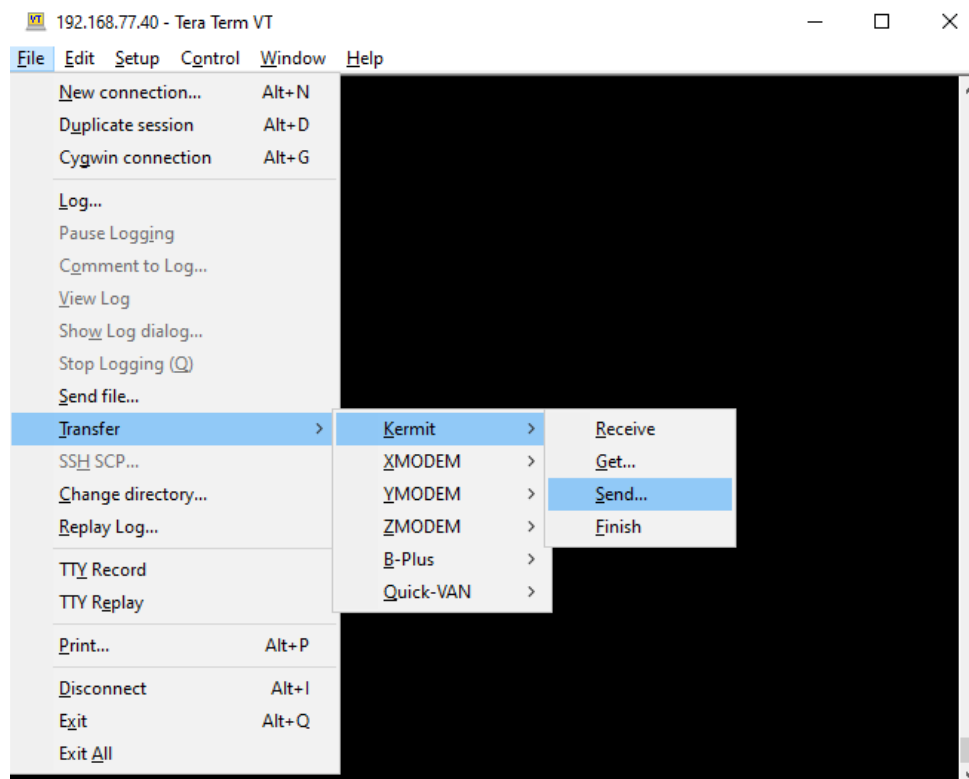 192.168.77.40 - Tera Term VT
File Edit Setup Control Window Help
New connection... Alt+N
Duplicate session Alt+D
Cygwin connection Alt+G
Log...
Pause Logging
Comment to Log...
View Log
Show Log dialog...
Stop Logging (Q)
Send file...
Transfer
SSH SCP...
Change directory...
Replay Log...
TTY Record
TTY Replay
Print... Alt+P
Disconnect Alt+I
Exit Alt+Q
Exit All
Kermit
XMODEM
YMODEM
ZMODEM
B-Plus
Quick-VAN
Receive
Get...
Send...
Finish